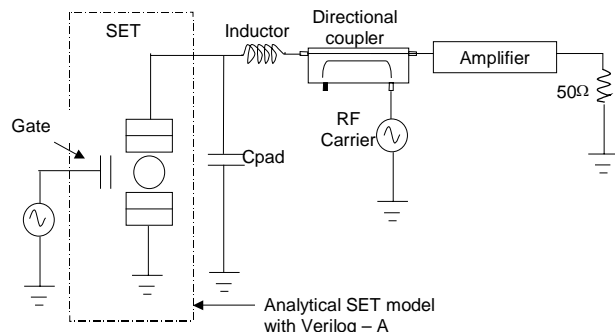 SET
Inductor
Directional
coupler
Amplifier
50Ω
RF
Carrier
Gate
Cpad
Analytical SET model
with Verilog – A